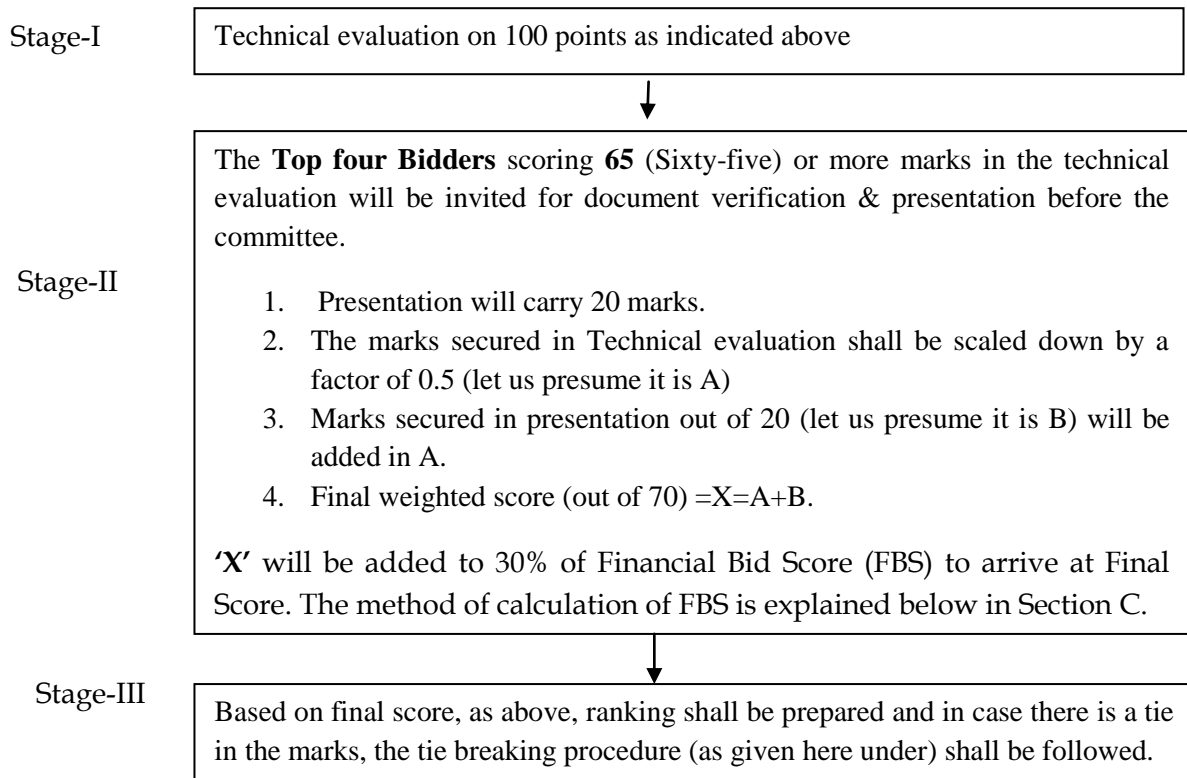 Stage-I
Technical evaluation on 100 points as indicated above
The Top four Bidders scoring 65 (Sixty-five) or more marks in the technical
evaluation will be invited for document verification & presentation before the
committee.
Stage-II
1. Presentation will carry 20 marks.
2. The marks secured in Technical evaluation shall be scaled down by a
factor of 0.5 (let us presume it is A)
3. Marks secured in presentation out of 20 (let us presume it is B) will be
added in A.
4. Final weighted score (out of 70) =X=A+B.
‘X’ will be added to 30% of Financial Bid Score (FBS) to arrive at Final
Score. The method of calculation of FBS is explained below in Section C.
Stage-III
Based on final score, as above, ranking shall be prepared and in case there is a tie
in the marks, the tie breaking procedure (as given here under) shall be followed.